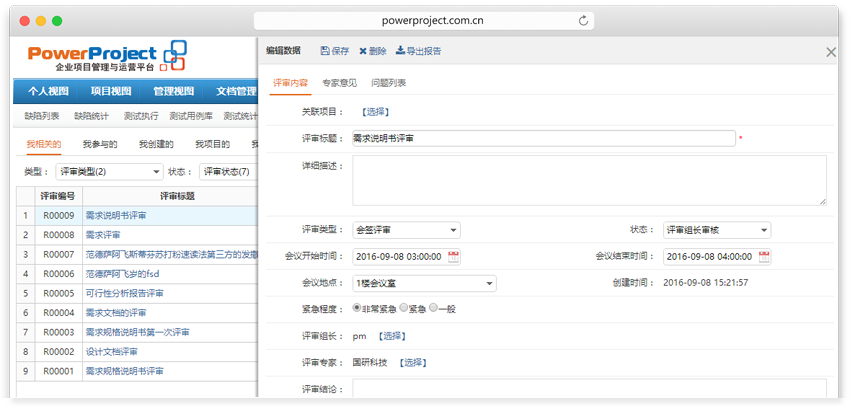 powerproject.com.cn
PowerProject
企业项目管理与运营平台
编辑数据 保存 删除 导出报告
个人视图 项目视图 管理视图 文档管理
评审内容 专家意见 问题列表
缺陷列表 缺陷统计 测试执行 测试用例库 测试统计
关联项目： 【选择】
我相关的 我参与的 我创建的 我项目的
评审标题： 需求说明书评审 *
类型： 评审类型(2) 状态： 评审状态(7)
详细描述：
评审编号 评审标题
1 R00009 需求说明书评审
2 R00008 需求评审
3 R00007 范德萨阿飞斯蒂芬苏打粉速读法第三方的发撒
4 R00006 范德萨阿飞岁的fsd
5 R00005 可行性分析报告评审
6 R00004 需求文档的评审
7 R00003 需求规格说明书第一次评审
8 R00002 设计文档评审
9 R00001 需求规格说明书评审
评审类型： 会签评审 状态： 评审组长审核
会议开始时间： 2016-09-08 03:00:00 会议结束时间： 2016-09-08 04:00:00
会议地点： 1楼会议室 创建时间： 2016-09-08 15:21:57
紧急程度： 非常紧急 紧急 一般
评审组长： pm 【选择】
评审专家： 国研科技 【选择】
评审结论：